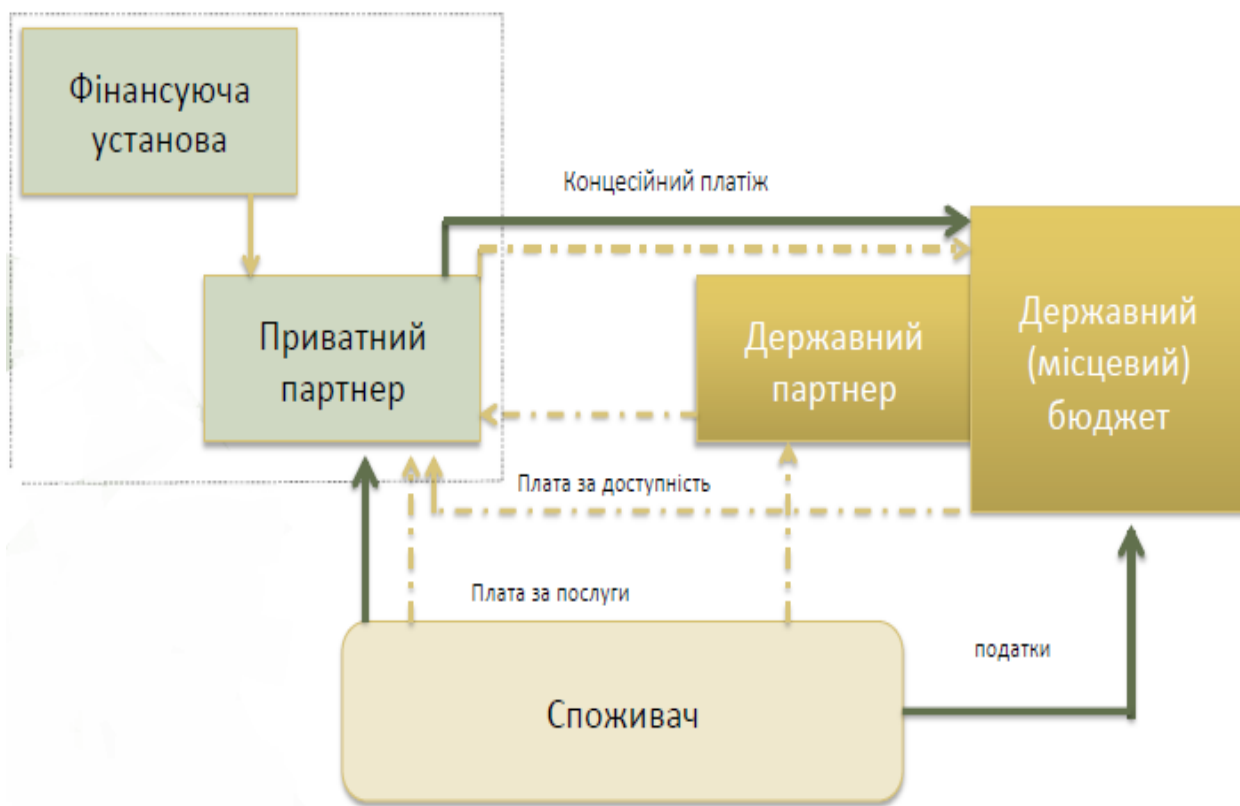 Фінансуюча
установа
Концесійний платіж
Приватний
партнер
Державний
партнер
Державний
(місцевий)
бюджет
Плата за доступність
Плата за послуги
податки
Споживач